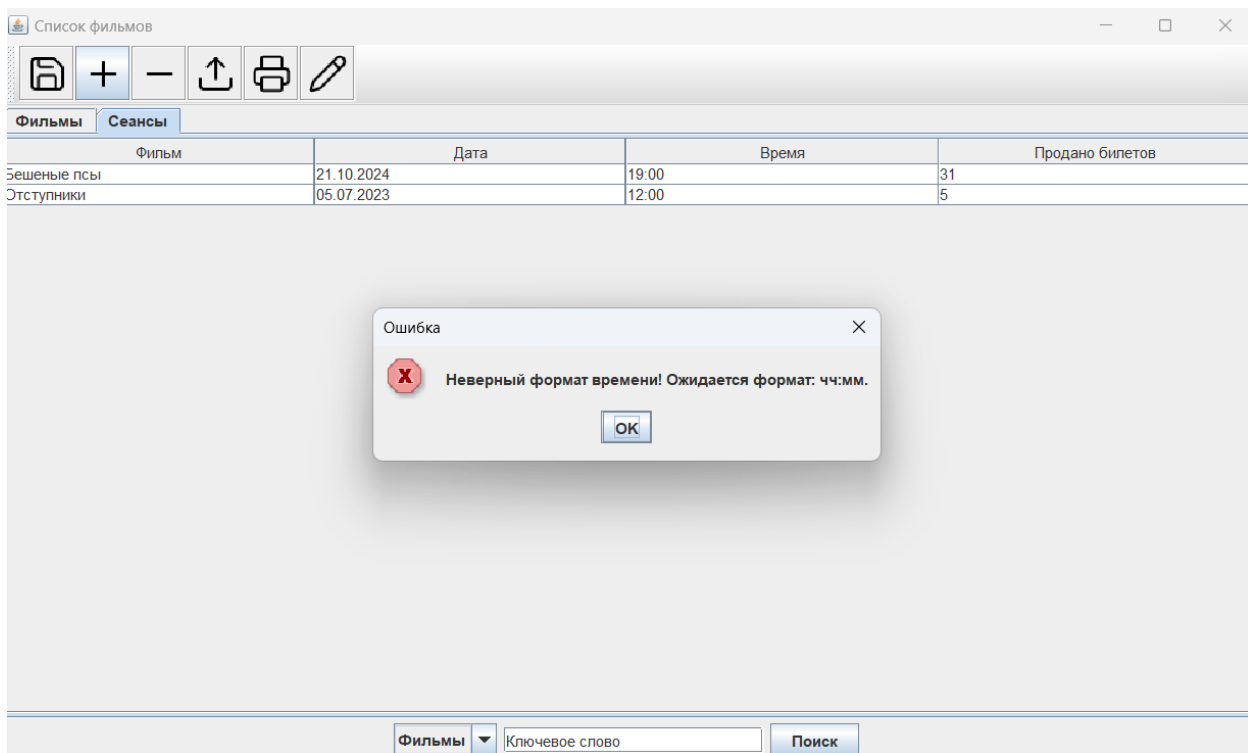 Список фильмов
Фильмы Сеансы
Фильм Дата Время Продано билетов
Бешеные псы 21.10.2024 19:00 31
Отступники 05.07.2023 12:00 5
Ошибка
Неверный формат времени! Ожидается формат: чч:мм.
OK
Фильмы Ключевое слово Поиск